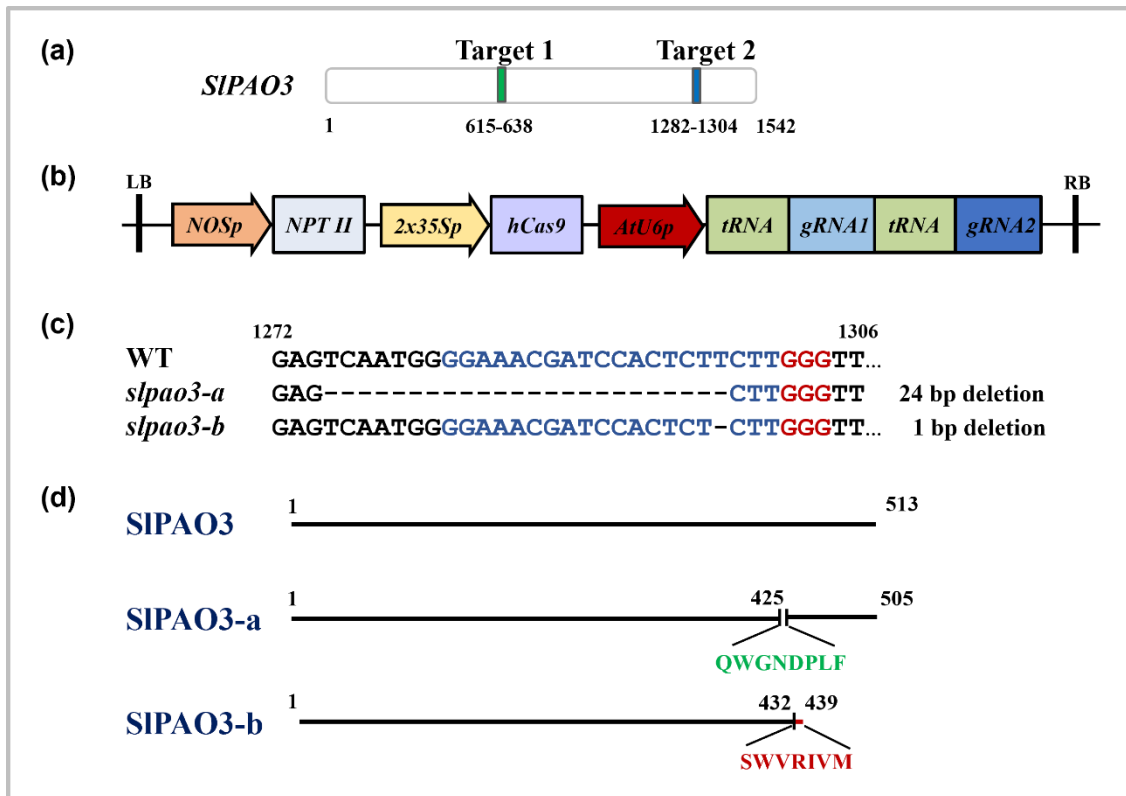 (a)
Target 1 Target 2
SlPAO3
1 615-638 1282-1304 1542
(b)
LB RB
NOSp NPT II 2x35Sp hCas9 AtU6p tRNA gRNA1 tRNA gRNA2
(c)
1272 1306
WT GAGTCAATGGGGAAACGATCCACTCTTCTTGGGTT...
slpao3-a GAG------------------------CTTGGGTT 24 bp deletion
slpao3-b GAGTCAATGGGGAAACGATCCACTCT-CTTGGGTT... 1 bp deletion
(d)
1 513
SlPAO3
1 425 505
SlPAO3-a
QWGNDPLF
1 432 439
SlPAO3-b
SWVRIVM